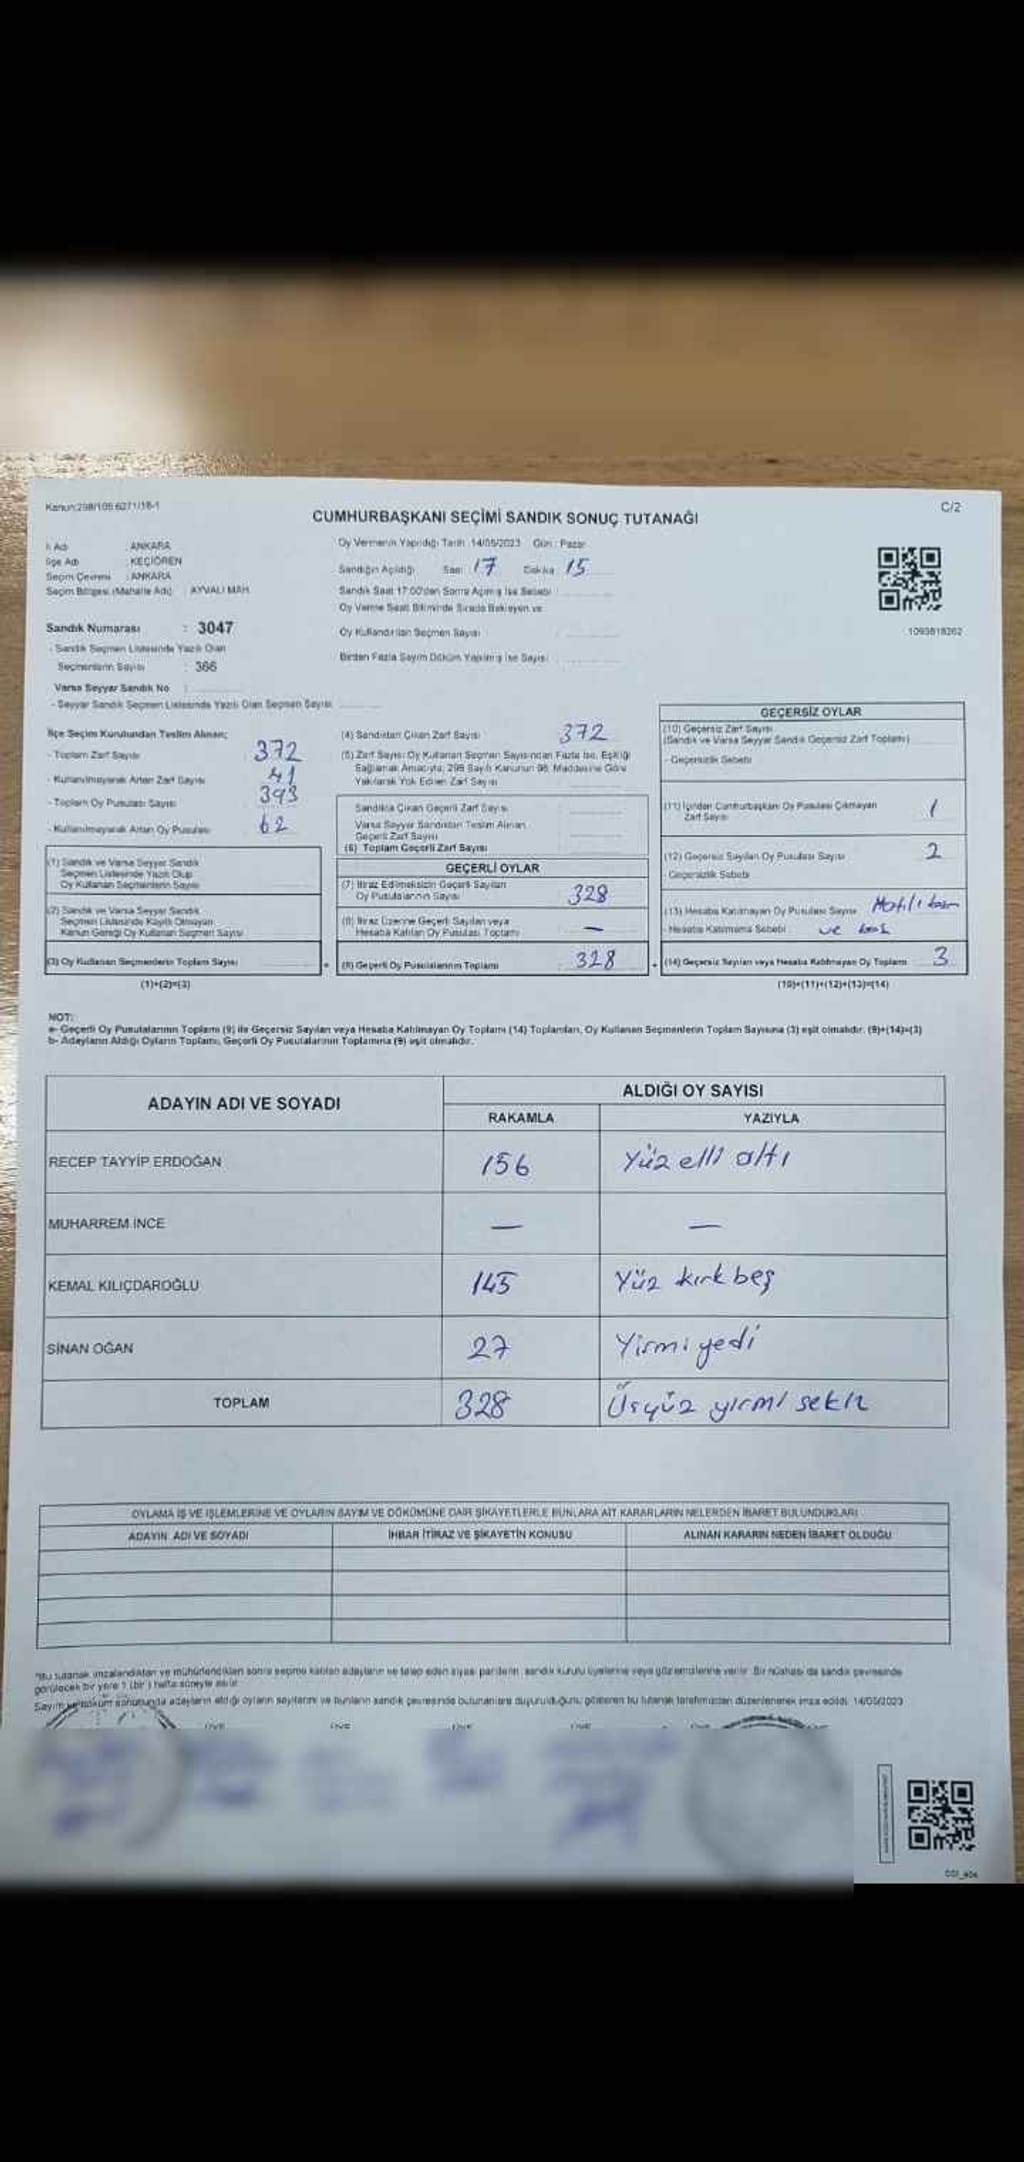 Kanun:298/105 6271/18-1
C/2
CUMHURBAŞKANI SEÇİMİ SANDIK SONUÇ TUTANAĞI
İl Adı : ANKARA
İlçe Adı : KEÇİÖREN
Seçim Çevresi : ANKARA
Seçim Bölgesi (Mahalle Adı) : AYVALI MAH.
Sandık Numarası : 3047
- Sandık Seçmen Listesinde Yazılı Olan
Seçmenlerin Sayısı : 366
Varsa Seyyar Sandık No :
- Seyyar Sandık Seçmen Listesinde Yazılı Olan Seçmen Sayısı
Oy Vermenin Yapıldığı Tarih :14/05/2023 Gün : Pazar
Sandığın Açıldığı Saat 17 Dakika 15
Sandık Saat 17:00'den Sonra Açılmış İse Sebebi
Oy Verme Saati Bitiminde Sırada Bekleyen ve
Oy Kullandırılan Seçmen Sayısı
Birden Fazla Sayım Döküm Yapılmış İse Sayısı
1093818262
İlçe Seçim Kurulundan Teslim Alınan;
- Toplam Zarf Sayısı 372
- Kullanılmayarak Artan Zarf Sayısı 41
- Toplam Oy Pusulası Sayısı 393
- Kullanılmayarak Artan Oy Pusulası 62
(1) Sandık ve Varsa Seyyar Sandık
Seçmen Listesinde Yazılı Olup
Oy Kullanan Seçmenlerin Sayısı
(2) Sandık ve Varsa Seyyar Sandık
Seçmen Listesinde Kayıtlı Olmayan
Kanun Gereği Oy Kullanan Seçmen Sayısı
(3) Oy Kullanan Seçmenlerin Toplam Sayısı
(1)+(2)=(3)
(4) Sandıktan Çıkan Zarf Sayısı 372
(5) Zarf Sayısı Oy Kullanan Seçmen Sayısından Fazla İse, Eşitliği
Sağlamak Amacıyla; 298 Sayılı Kanunun 98. Maddesine Göre
Yakılarak Yok Edilen Zarf Sayısı
Sandıkta Çıkan Geçerli Zarf Sayısı
Varsa Seyyar Sandıktan Teslim Alınan
Geçerli Zarf Sayısı
(6) Toplam Geçerli Zarf Sayısı
GEÇERLİ OYLAR
(7) İtiraz Edilmeksizin Geçerli Sayılan
Oy Pusulalarının Sayısı 328
(8) İtiraz Üzerine Geçerli Sayılan veya
Hesaba Katılan Oy Pusulası Toplamı —
(9) Geçerli Oy Pusulalarının Toplamı 328
GEÇERSİZ OYLAR
(10) Geçersiz Zarf Sayısı
(Sandık ve Varsa Seyyar Sandık Geçersiz Zarf Toplamı)
- Geçersizlik Sebebi
(11) İçinden Cumhurbaşkanı Oy Pusulası Çıkmayan
Zarf Sayısı 1
(12) Geçersiz Sayılan Oy Pusulası Sayısı 2
- Geçersizlik Sebebi
(13) Hesaba Katılmayan Oy Pusulası Sayısı
- Hesaba Katılmama Sebebi ve
(14) Geçersiz Sayılan veya Hesaba Katılmayan Oy Toplamı 3
(10)+(11)+(12)+(13)=(14)
NOT:
a- Geçerli Oy Pusulalarının Toplamı (9) ile Geçersiz Sayılan veya Hesaba Katılmayan Oy Toplamı (14) Toplamları, Oy Kullanan Seçmenlerin Toplam Sayısına (3) eşit olmalıdır. (9)+(14)=(3)
b- Adayların Aldığı Oyların Toplamı, Geçerli Oy Pusulalarının Toplamına (9) eşit olmalıdır.
ADAYIN ADI VE SOYADI ALDIĞI OY SAYISI
RAKAMLA YAZIYLA
RECEP TAYYİP ERDOĞAN 156 Yüz elli altı
MUHARREM İNCE — —
KEMAL KILIÇDAROĞLU 145 Yüz kırk beş
SİNAN OĞAN 27 Yirmi yedi
TOPLAM 328 Üsyüz yirmi sekiz
OYLAMA İŞ VE İŞLEMLERİNE VE OYLARIN SAYIM VE DÖKÜMÜNE DAİR ŞİKAYETLERLE BUNLARA AİT KARARLARIN NELERDEN İBARET BULUNDUKLARI
ADAYIN ADI VE SOYADI İHBAR İTİRAZ VE ŞİKAYETİN KONUSU ALINAN KARARIN NEDEN İBARET OLDUĞU
*Bu tutanak imzalandıktan ve mühürlendikten sonra seçime katılan adayların ve talep eden siyasi partilerin, sandık kurulu üyelerine veya gözlemcilerine verilir. Bir nüshası da sandık çevresinde
görülecek bir yere 1 (bir) hafta süreyle asılır.
Sayım ve döküm sonucunda adayların aldığı oyların sayılarını ve bunların sandık çevresinde bulunanlara duyurulduğunu gösteren bu tutanak tarafımızdan düzenlenerek imza edildi. 14/05/2023